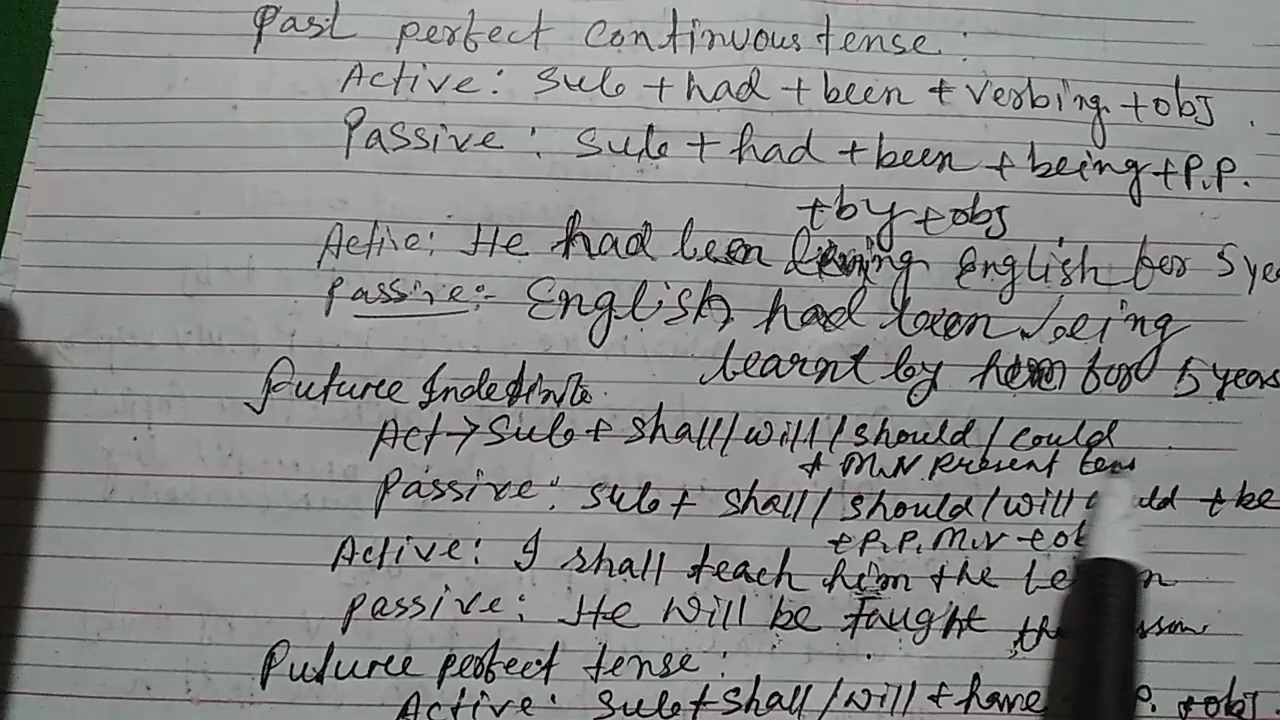 Past perfect continuous tense:
Active: Sub + had + been + verbing + obj.
Passive: Sub + had + been + being + P.P.
+ by + obj
Active: He had been English for 5
Passive:- English had been being
learnt by him for 5 years
Future Indefinite.
Act → Sub + shall / will / should / could
+ M.V Present
Passive: Sub + shall / should / will + be
+ P.P. M.V +
Active: I shall teach him the
Passive: He will be taught
Future perfect tense:
Active: Sub + shall / will + have + obj.